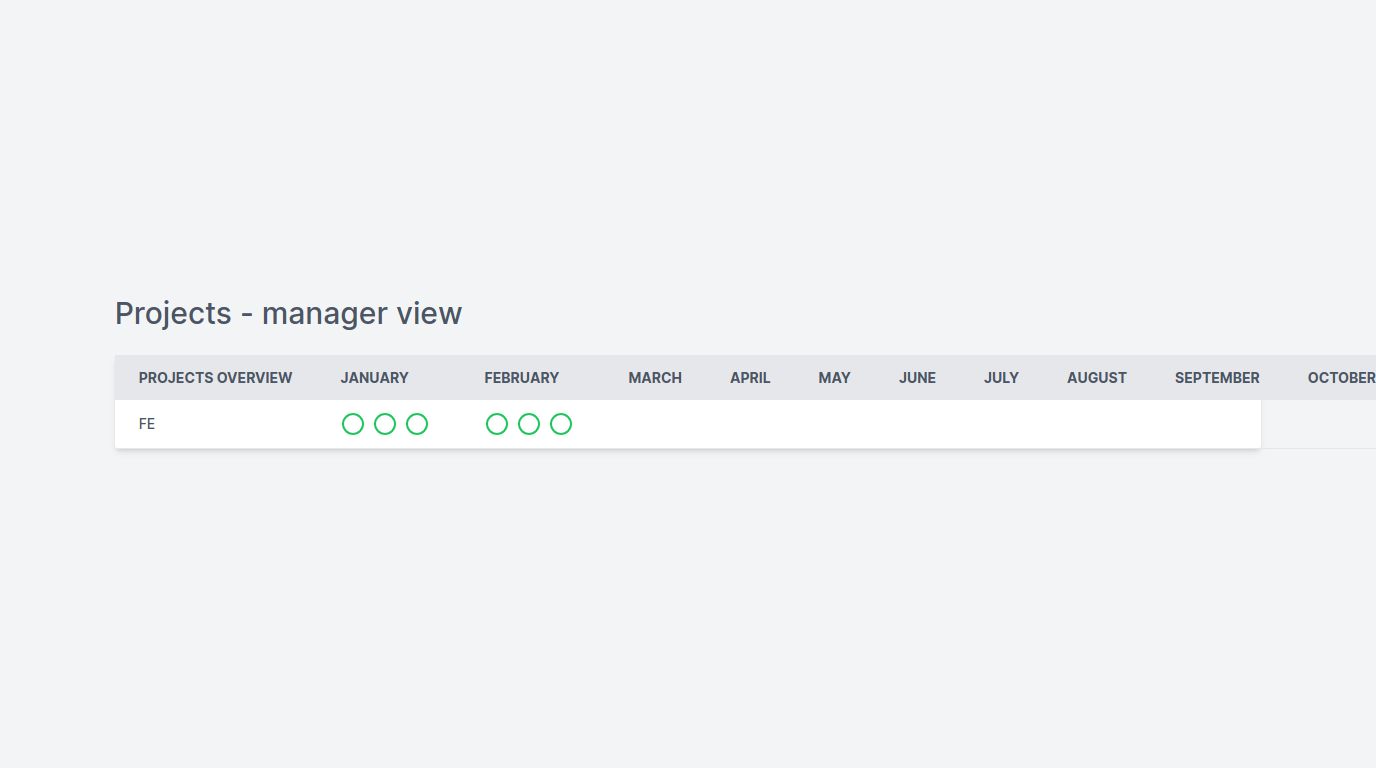 Projects - manager view
PROJECTS OVERVIEW JANUARY FEBRUARY MARCH APRIL MAY JUNE JULY AUGUST SEPTEMBER OCTOBER
FE